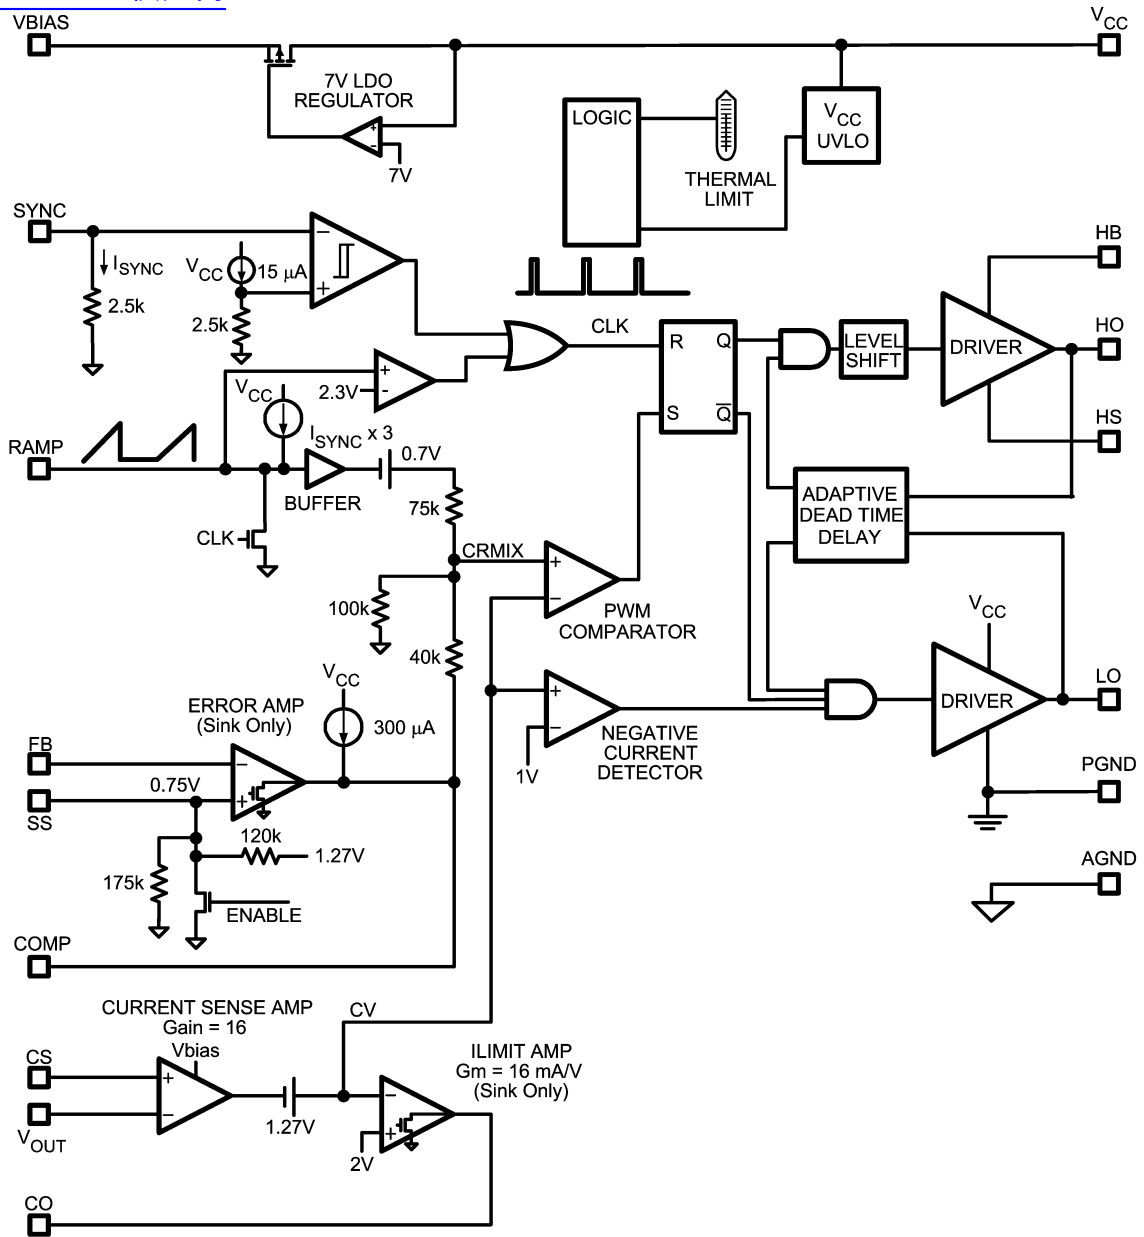 VBIAS
VCC
7V LDO
REGULATOR
+
-
7V
LOGIC
THERMAL
LIMIT
VCC
UVLO
SYNC
ISYNC
2.5k
VCC
15 μA
2.5k
−
+
HB
CLK
R
Q
S
Q̅
LEVEL
SHIFT
DRIVER
HO
HS
VCC
2.3V
+
-
RAMP
ISYNC x 3
0.7V
BUFFER
75k
CLK
CRMIX
100k
40k
+
−
PWM
COMPARATOR
ADAPTIVE
DEAD TIME
DELAY
VCC
DRIVER
LO
ERROR AMP
(Sink Only)
VCC
300 μA
+
−
1V
NEGATIVE
CURRENT
DETECTOR
FB
SS
0.75V
−
+
120k
1.27V
175k
ENABLE
PGND
AGND
COMP
CURRENT SENSE AMP
Gain = 16
Vbias
CV
CS
VOUT
+
−
1.27V
ILIMIT AMP
Gm = 16 mA/V
(Sink Only)
−
+
2V
CO